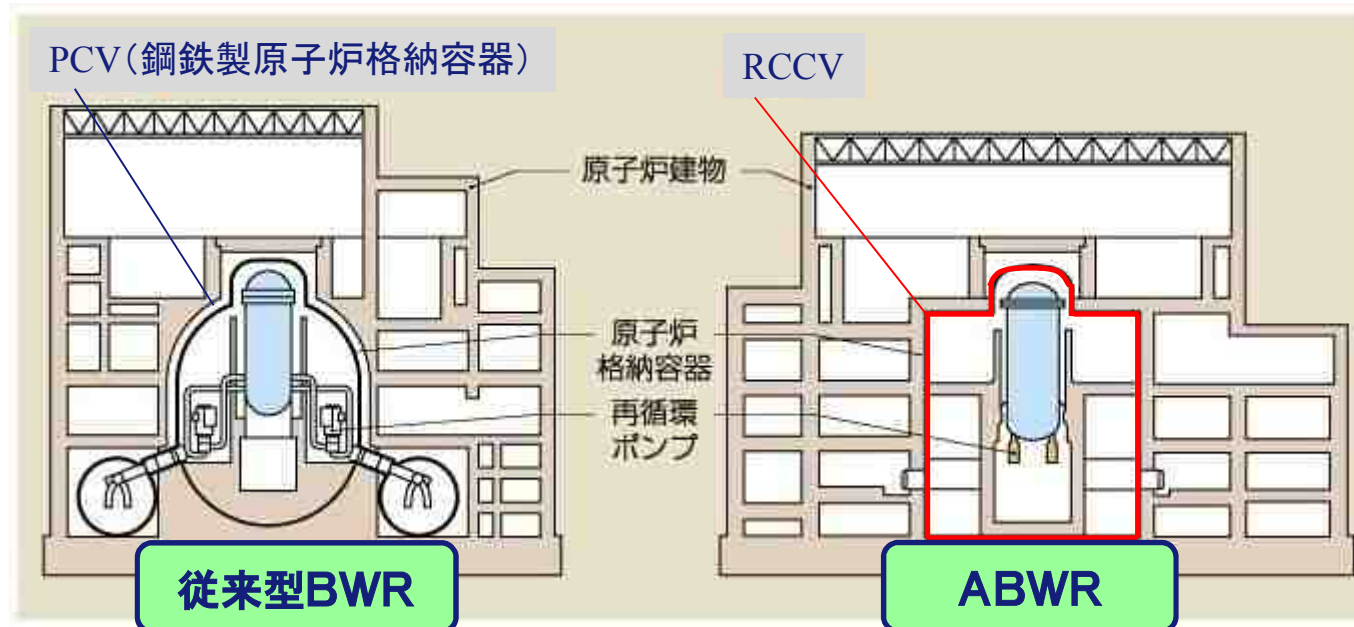 PCV(鋼鉄製原子炉格納容器)
RCCV
原子炉建物
原子炉
格納容器
再循環
ポンプ
従来型BWR
ABWR